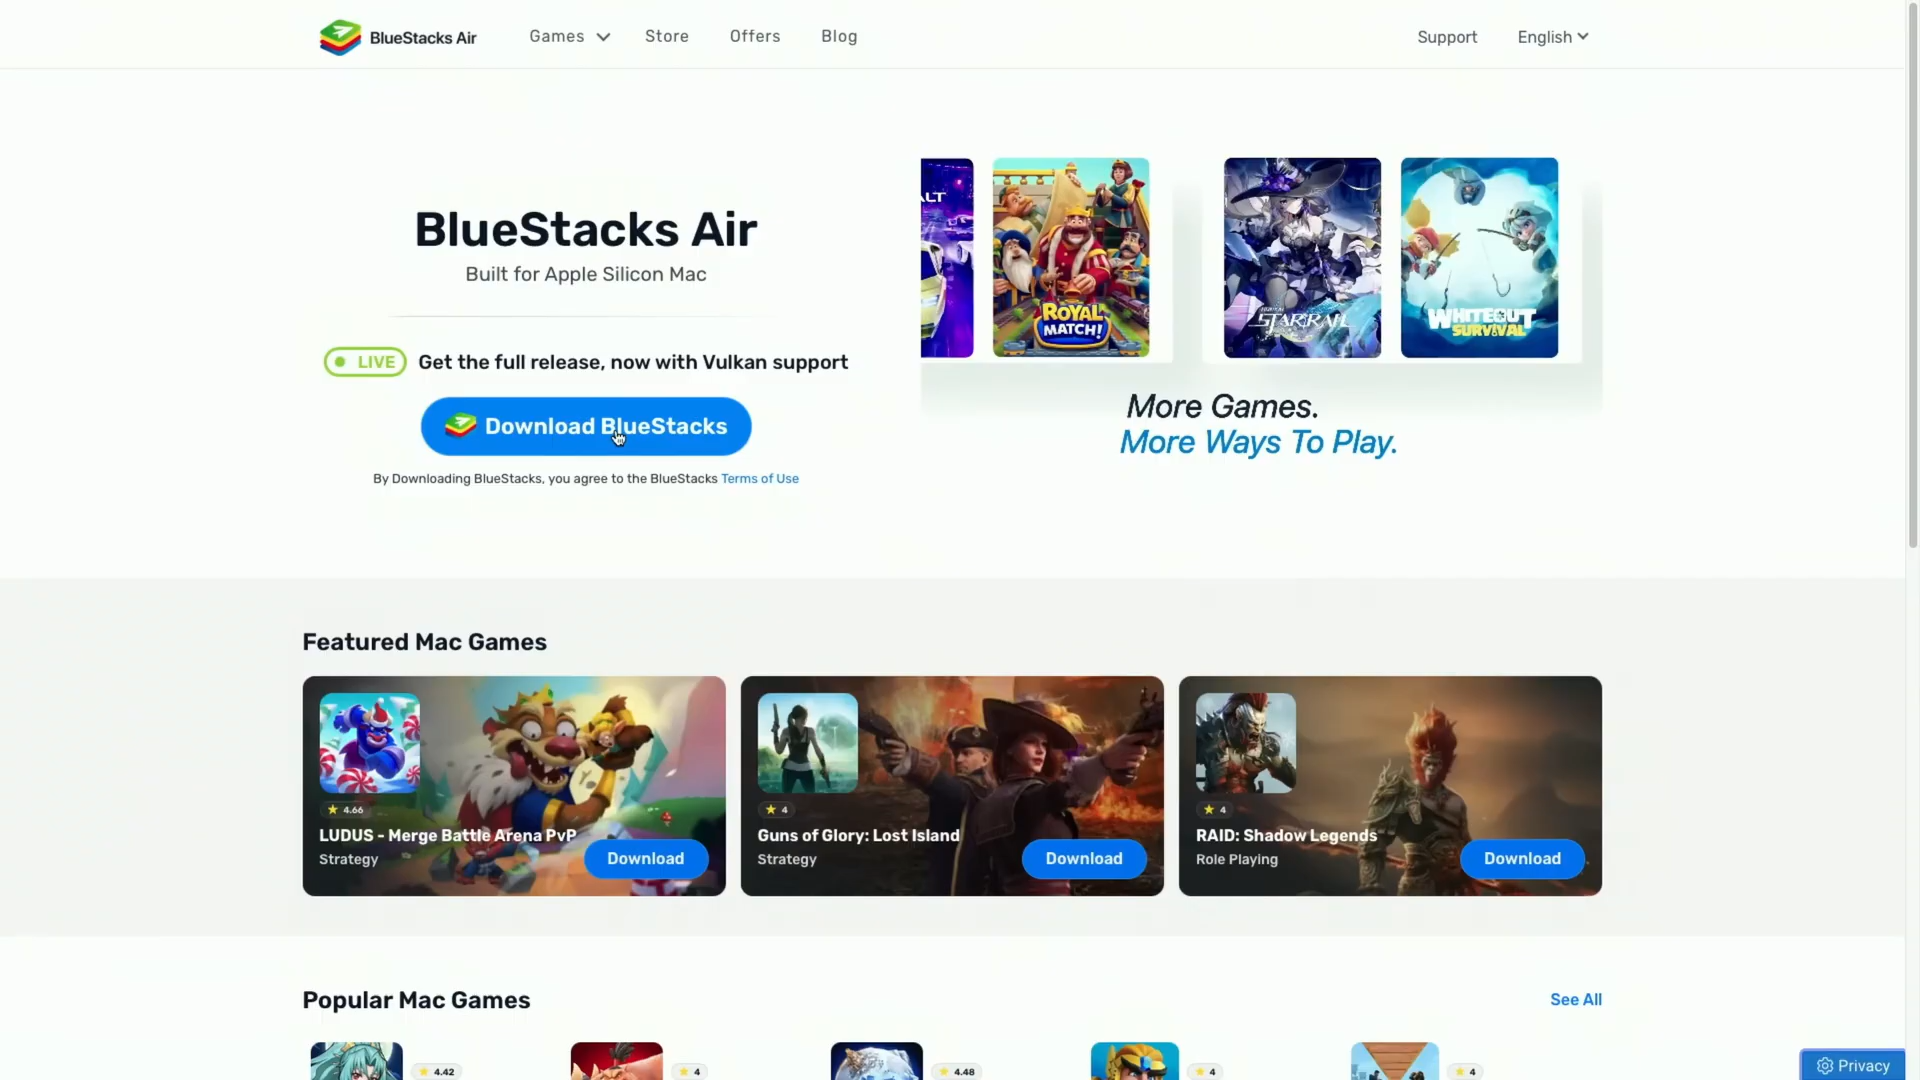 BlueStacks Air
Games
Store
Offers
Blog
Support
English
BlueStacks Air
Built for Apple Silicon Mac
LIVE
Get the full release, now with Vulkan support
Download BlueStacks
By Downloading BlueStacks, you agree to the BlueStacks Terms of Use
ALT
ROYAL
MATCH!
STAR RAIL
WHITEOUT
SURVIVAL
More Games.
More Ways To Play.
Featured Mac Games
4.66
LUDUS - Merge Battle Arena PvP
Strategy
Download
4
Guns of Glory: Lost Island
Strategy
Download
4
RAID: Shadow Legends
Role Playing
Download
Popular Mac Games
See All
4.42
4
4.48
4
4
Privacy